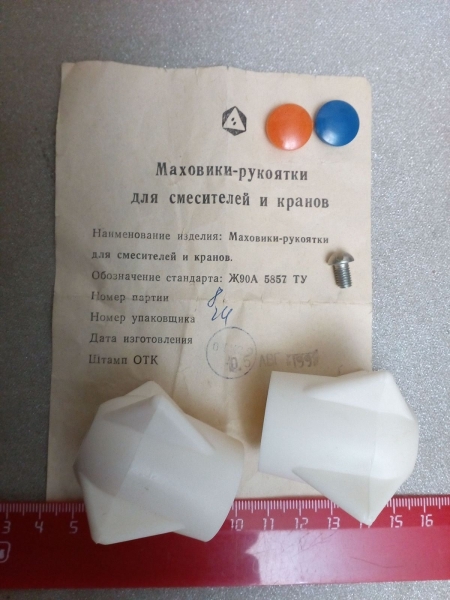 Маховики-рукоятки
для смесителей и кранов
Наименование изделия: Маховики-рукоятки
для смесителей и кранов.
Обозначение стандарта: Ж90А 5857 ТУ
Номер партии 8.
Номер упаковщика 24
Дата изготовления
Штамп ОТК
3 4 5 10 11 12 13 14 15 16